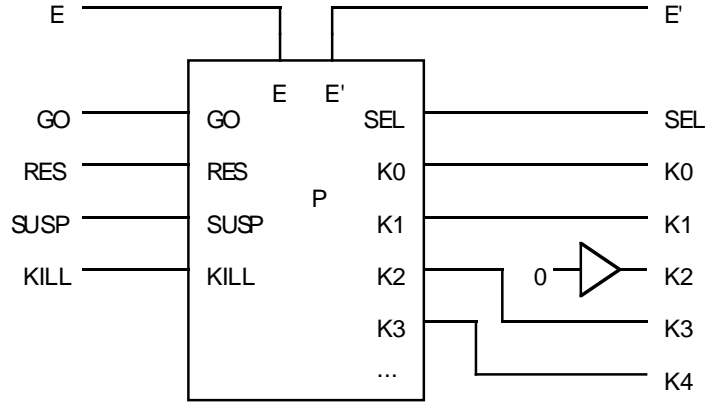 E E'
E E'
GO GO SEL SEL
RES RES K0 K0
P
SUSP SUSP K1 K1
KILL KILL K2 0 K2
K3 K3
... K4